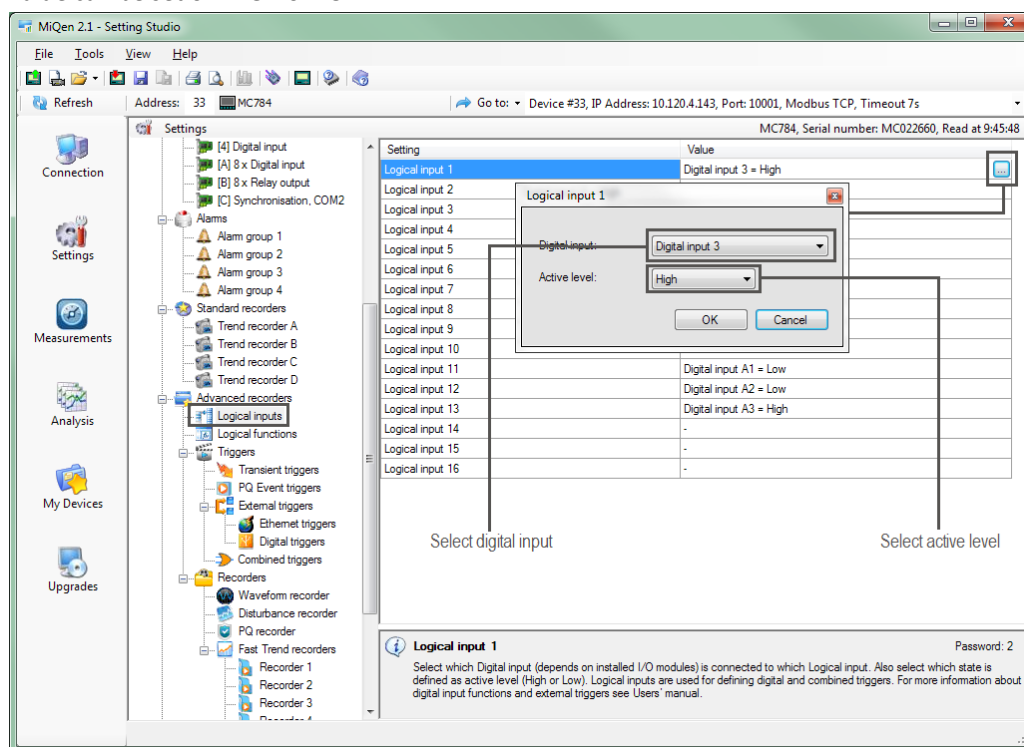 MiQen 2.1 - Setting Studio
File Tools View Help
Refresh
Address: 33 MC784
Go to:
Device #33, IP Address: 10.120.4.143, Port: 10001, Modbus TCP, Timeout 7s
Connection
Settings
Measurements
Analysis
My Devices
Upgrades
Settings
MC784, Serial number: MC022660, Read at 9:45:48
[4] Digital input
[A] 8 x Digital input
[B] 8 x Relay output
[C] Synchronisation, COM2
Alarms
Alarm group 1
Alarm group 2
Alarm group 3
Alarm group 4
Standard recorders
Trend recorder A
Trend recorder B
Trend recorder C
Trend recorder D
Advanced recorders
Logical inputs
Logical functions
Triggers
Transient triggers
PQ Event triggers
External triggers
Ethernet triggers
Digital triggers
Combined triggers
Recorders
Waveform recorder
Disturbance recorder
PQ recorder
Fast Trend recorders
Recorder 1
Recorder 2
Recorder 3
Setting Value
Logical input 1 Digital input 3 = High ...
Logical input 2
Logical input 3
Logical input 4
Logical input 5
Logical input 6
Logical input 7
Logical input 8
Logical input 9
Logical input 10
Logical input 11 Digital input A1 = Low
Logical input 12 Digital input A2 = Low
Logical input 13 Digital input A3 = High
Logical input 14 -
Logical input 15 -
Logical input 16 -
Logical input 1
Digital input: Digital input 3
Active level: High
OK Cancel
Select digital input
Select active level
Logical input 1 Password: 2
Select which Digital input (depends on installed I/O modules) is connected to which Logical input. Also select which state is
defined as active level (High or Low). Logical inputs are used for defining digital and combined triggers. For more information about
digital input functions and external triggers see Users' manual.